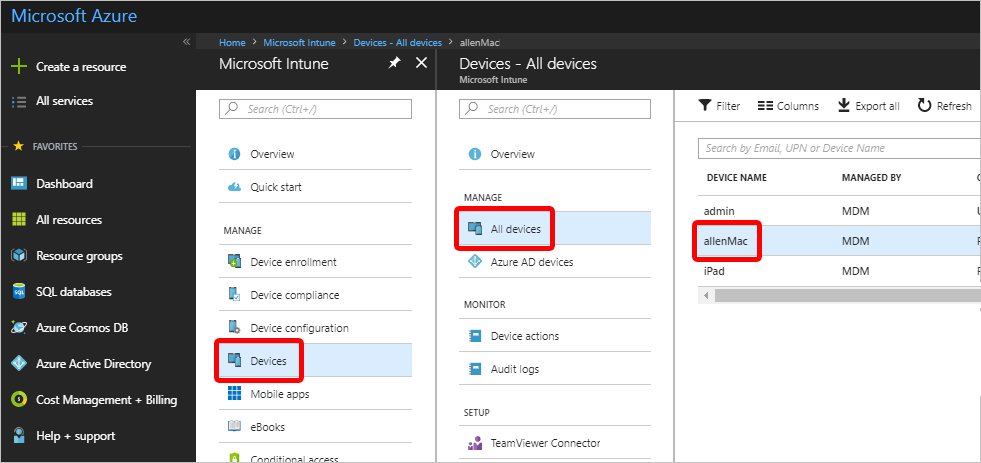 Microsoft Azure
«
Create a resource
All services
FAVORITES
Dashboard
All resources
Resource groups
SQL databases
Azure Cosmos DB
Azure Active Directory
Cost Management + Billing
Help + support
Home > Microsoft Intune > Devices - All devices > allenMac
Microsoft Intune
Search (Ctrl+/)
Overview
Quick start
MANAGE
Device enrollment
Device compliance
Device configuration
Devices
Mobile apps
eBooks
Conditional access
Devices - All devices
Microsoft Intune
Search (Ctrl+/)
Overview
MANAGE
All devices
Azure AD devices
MONITOR
Device actions
Audit logs
SETUP
TeamViewer Connector
Filter Columns Export all Refresh
Search by Email, UPN or Device Name
DEVICE NAME MANAGED BY
admin MDM
allenMac MDM
iPad MDM